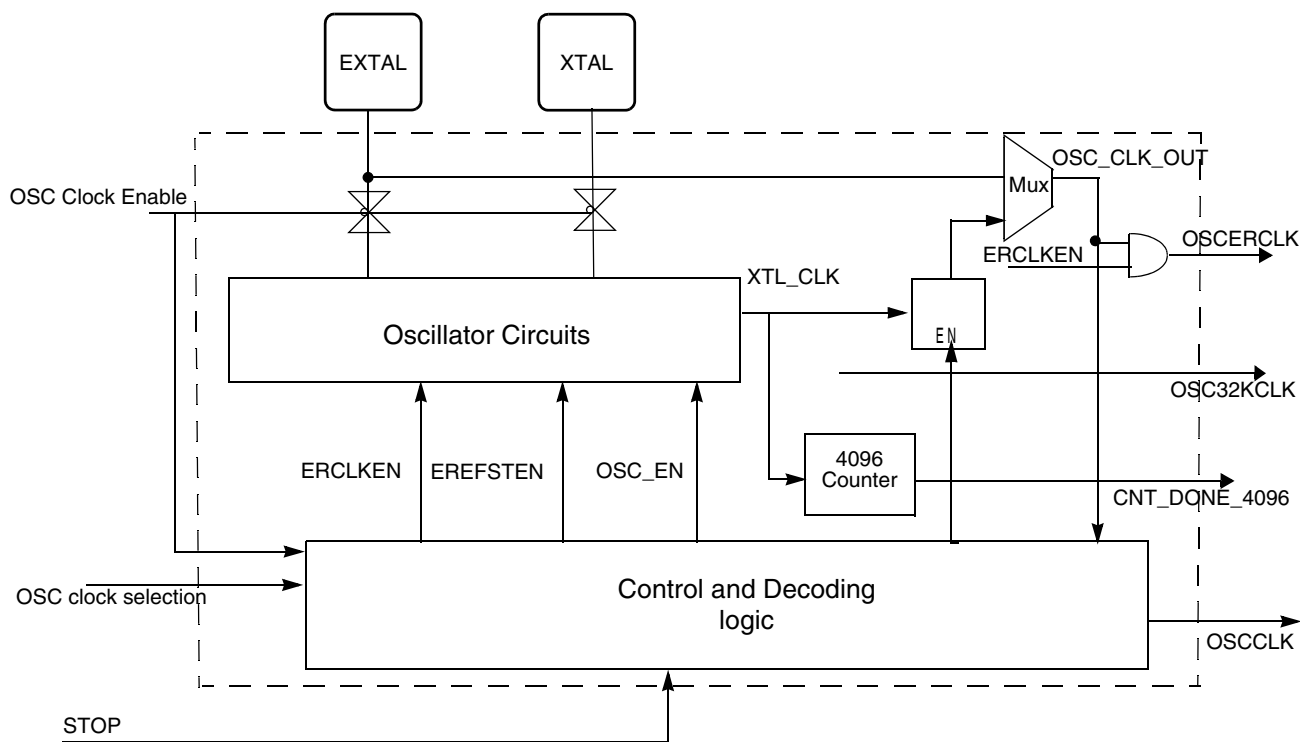 EXTAL
XTAL
OSC_CLK_OUT
Mux
OSC Clock Enable
OSCERCLK
ERCLKEN
XTL_CLK
Oscillator Circuits
EN
OSC32KCLK
ERCLKEN
EREFSTEN
OSC_EN
4096
Counter
CNT_DONE_4096
Control and Decoding
logic
OSC clock selection
OSCCLK
STOP